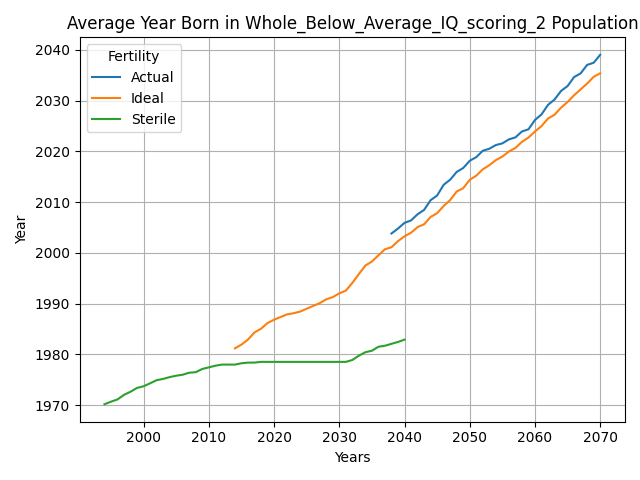 Average Year Born in Whole_Below_Average_IQ_scoring_2 Population
Fertility
Actual
Ideal
Sterile
2040
2030
2020
2010
2000
1990
1980
1970
Year
2000
2010
2020
2030
2040
2050
2060
2070
Years